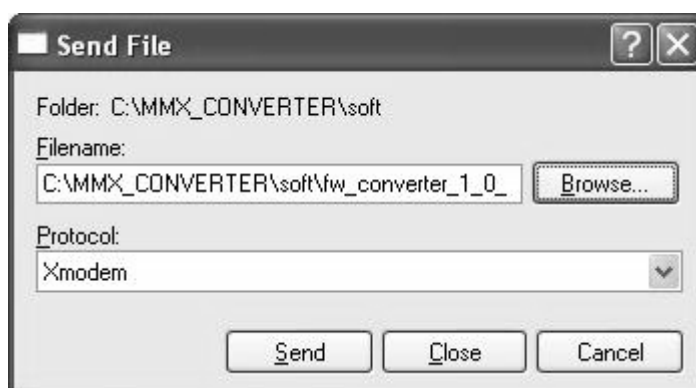 Send File
Folder: C:\MMX_CONVERTER\soft
Filename:
C:\MMX_CONVERTER\soft\fw_converter_1_0_
Browse...
Protocol:
Xmodem
Send Close Cancel